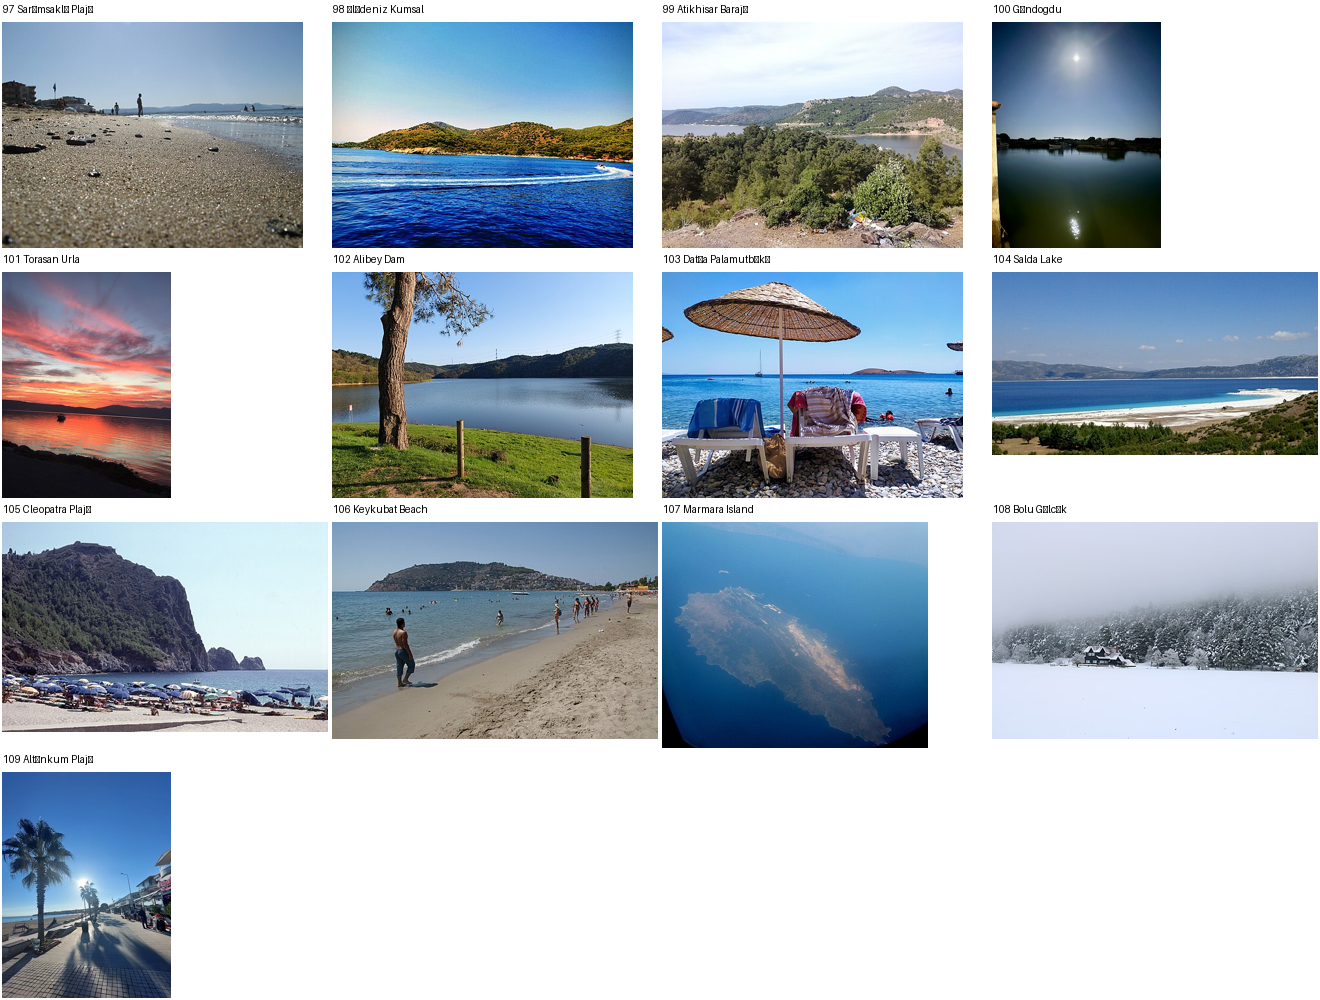 97 Sar□msakl□ Plaj□
98 □l□deniz Kumsal
99 Atikhisar Baraj□
100 G□ndogdu
101 Torasan Urla
102 Alibey Dam
103 Dat□a Palamutb□k□
104 Salda Lake
105 Cleopatra Plaj□
106 Keykubat Beach
107 Marmara Island
108 Bolu G□lc□k
109 Alt□nkum Plaj□